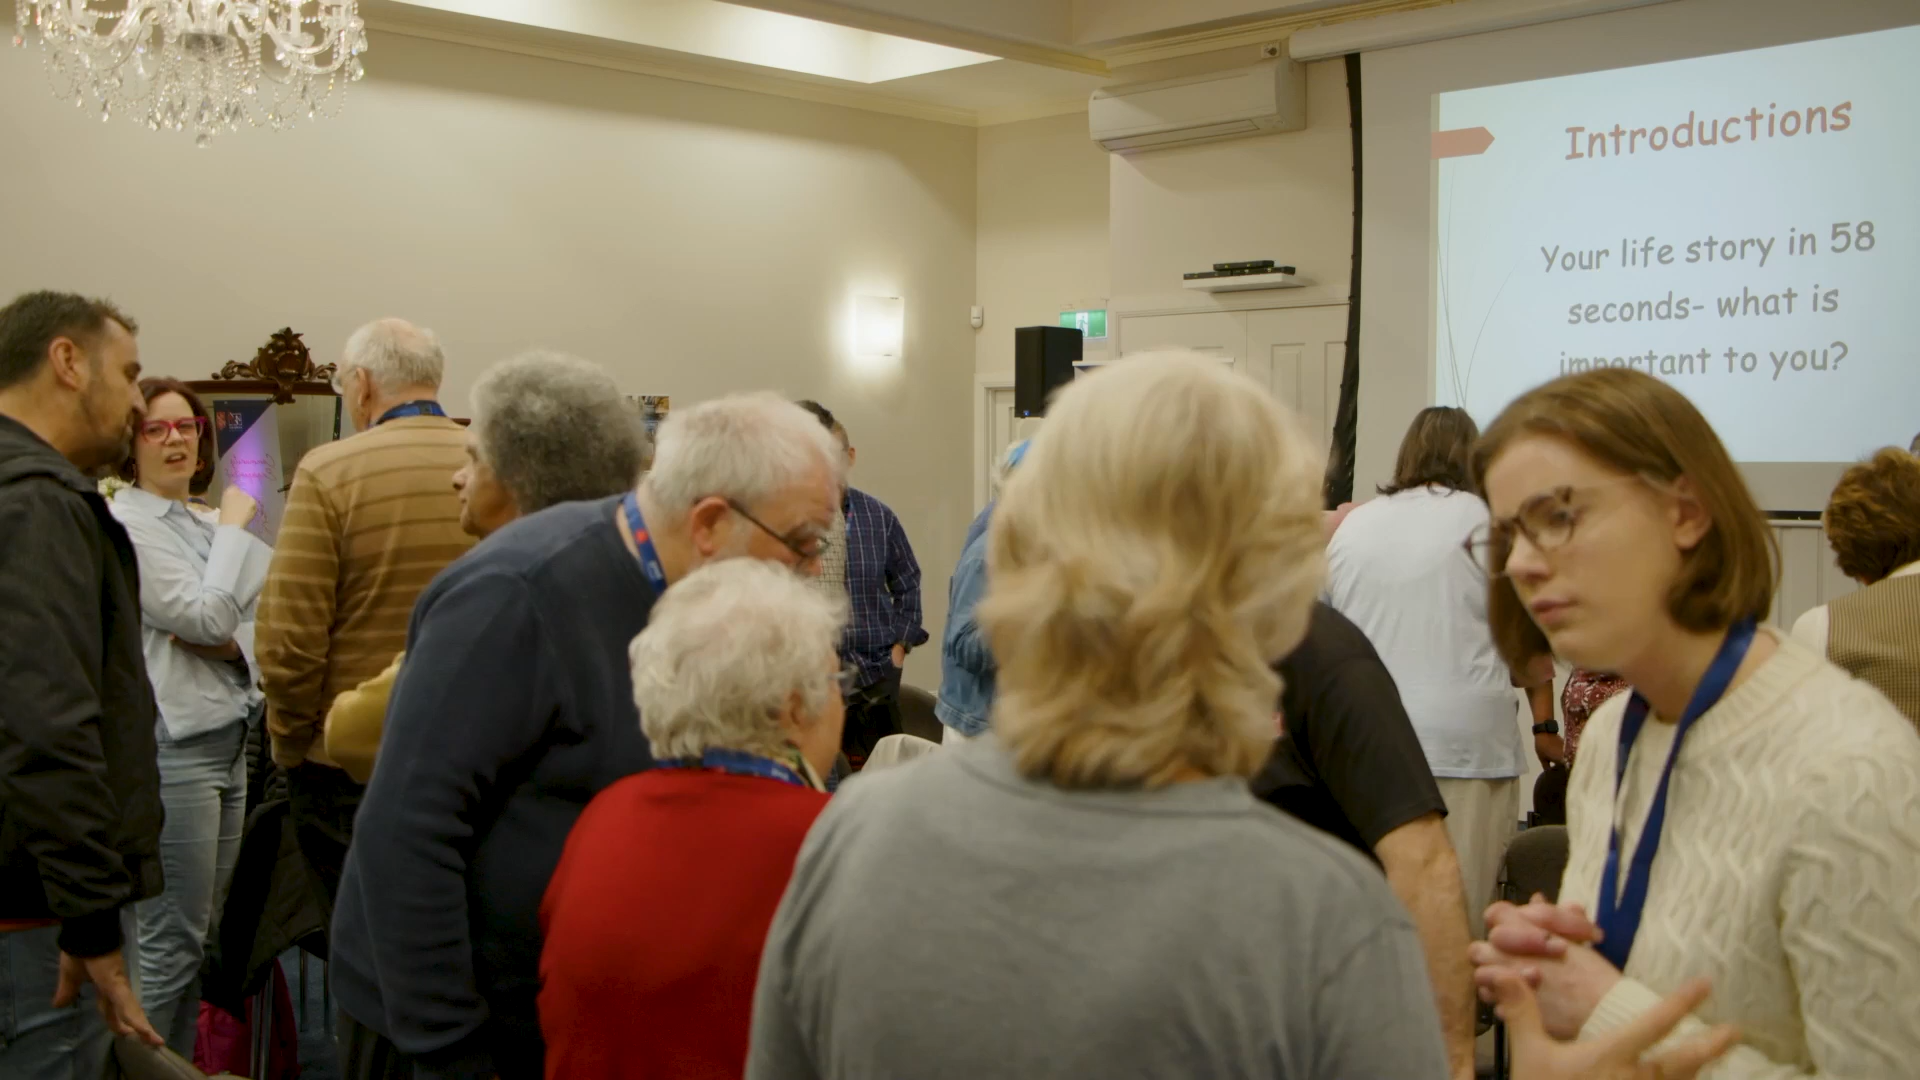 Introductions
Your life story in 58
seconds- what is
important to you?